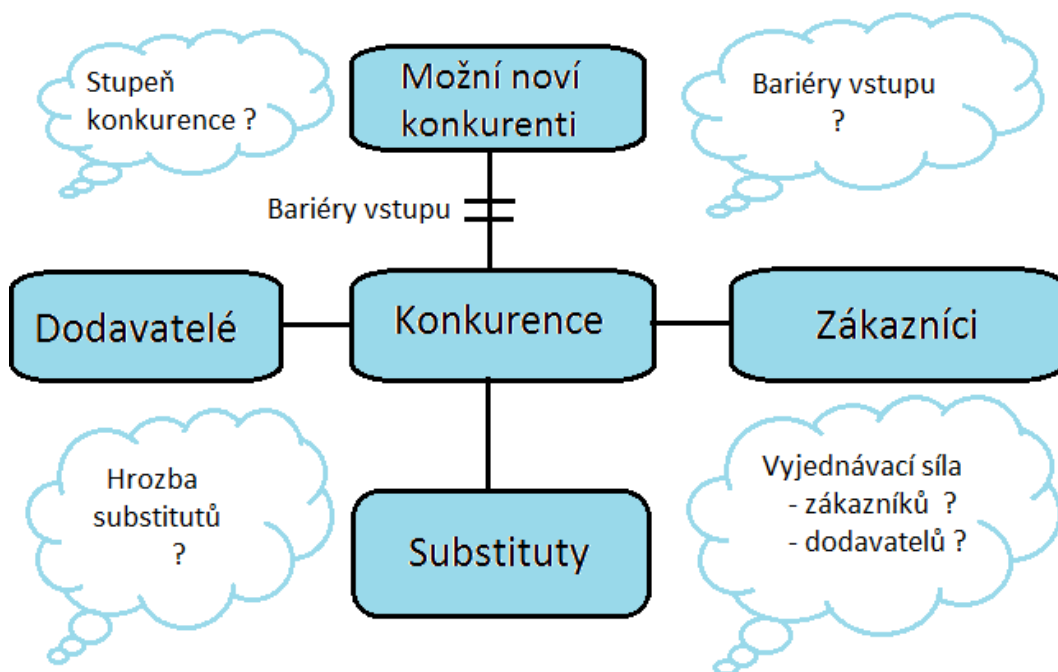 Stupeň
konkurence ?
Možní noví
konkurenti
Bariéry vstupu
?
Bariéry vstupu
Dodavatelé
Konkurence
Zákazníci
Hrozba
substitutů
?
Substituty
Vyjednávací síla
- zákazníků ?
- dodavatelů ?